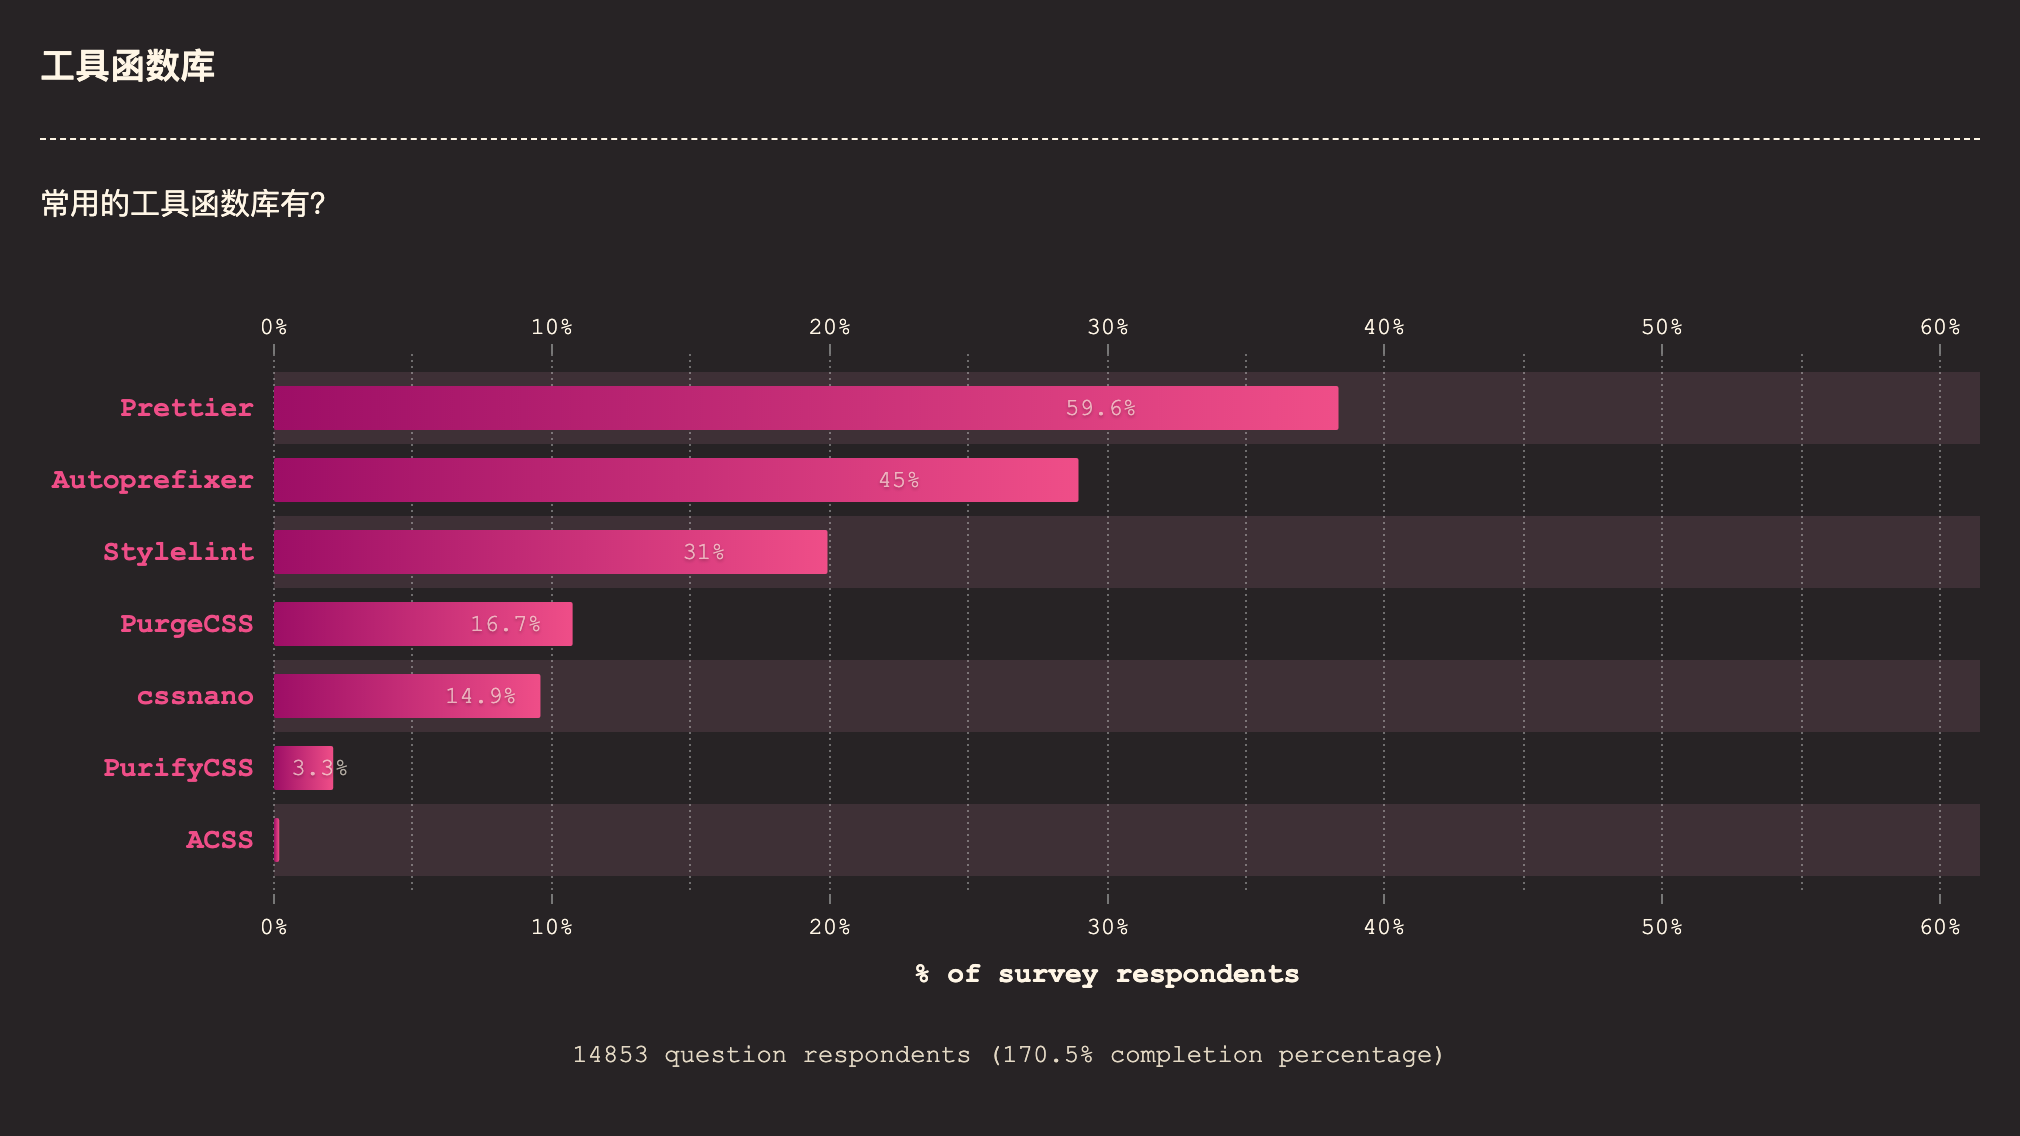 工具函数库
常用的工具函数库有?
0% 10% 20% 30% 40% 50% 60%
Prettier 59.6%
Autoprefixer 45%
Stylelint 31%
PurgeCSS 16.7%
cssnano 14.9%
PurifyCSS 3.3%
ACSS
0% 10% 20% 30% 40% 50% 60%
% of survey respondents
14853 question respondents (170.5% completion percentage)